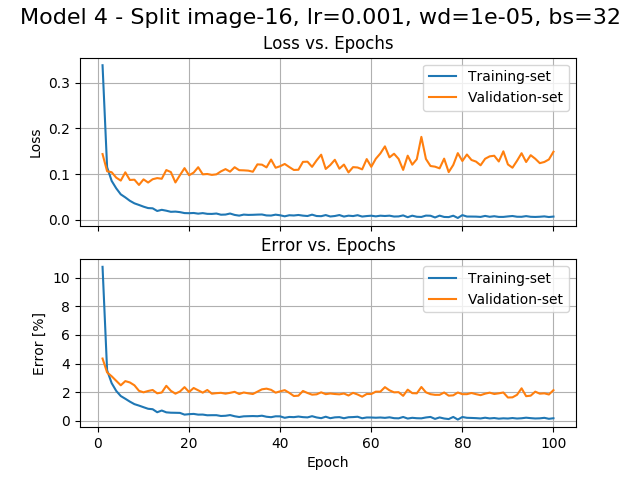 Model 4 - Split image-16, lr=0.001, wd=1e-05, bs=32
Loss vs. Epochs
Loss
0.3
0.2
0.1
0.0
Training-set
Validation-set
Error vs. Epochs
Error [%]
10
8
6
4
2
0
Training-set
Validation-set
0 20 40 60 80 100
Epoch